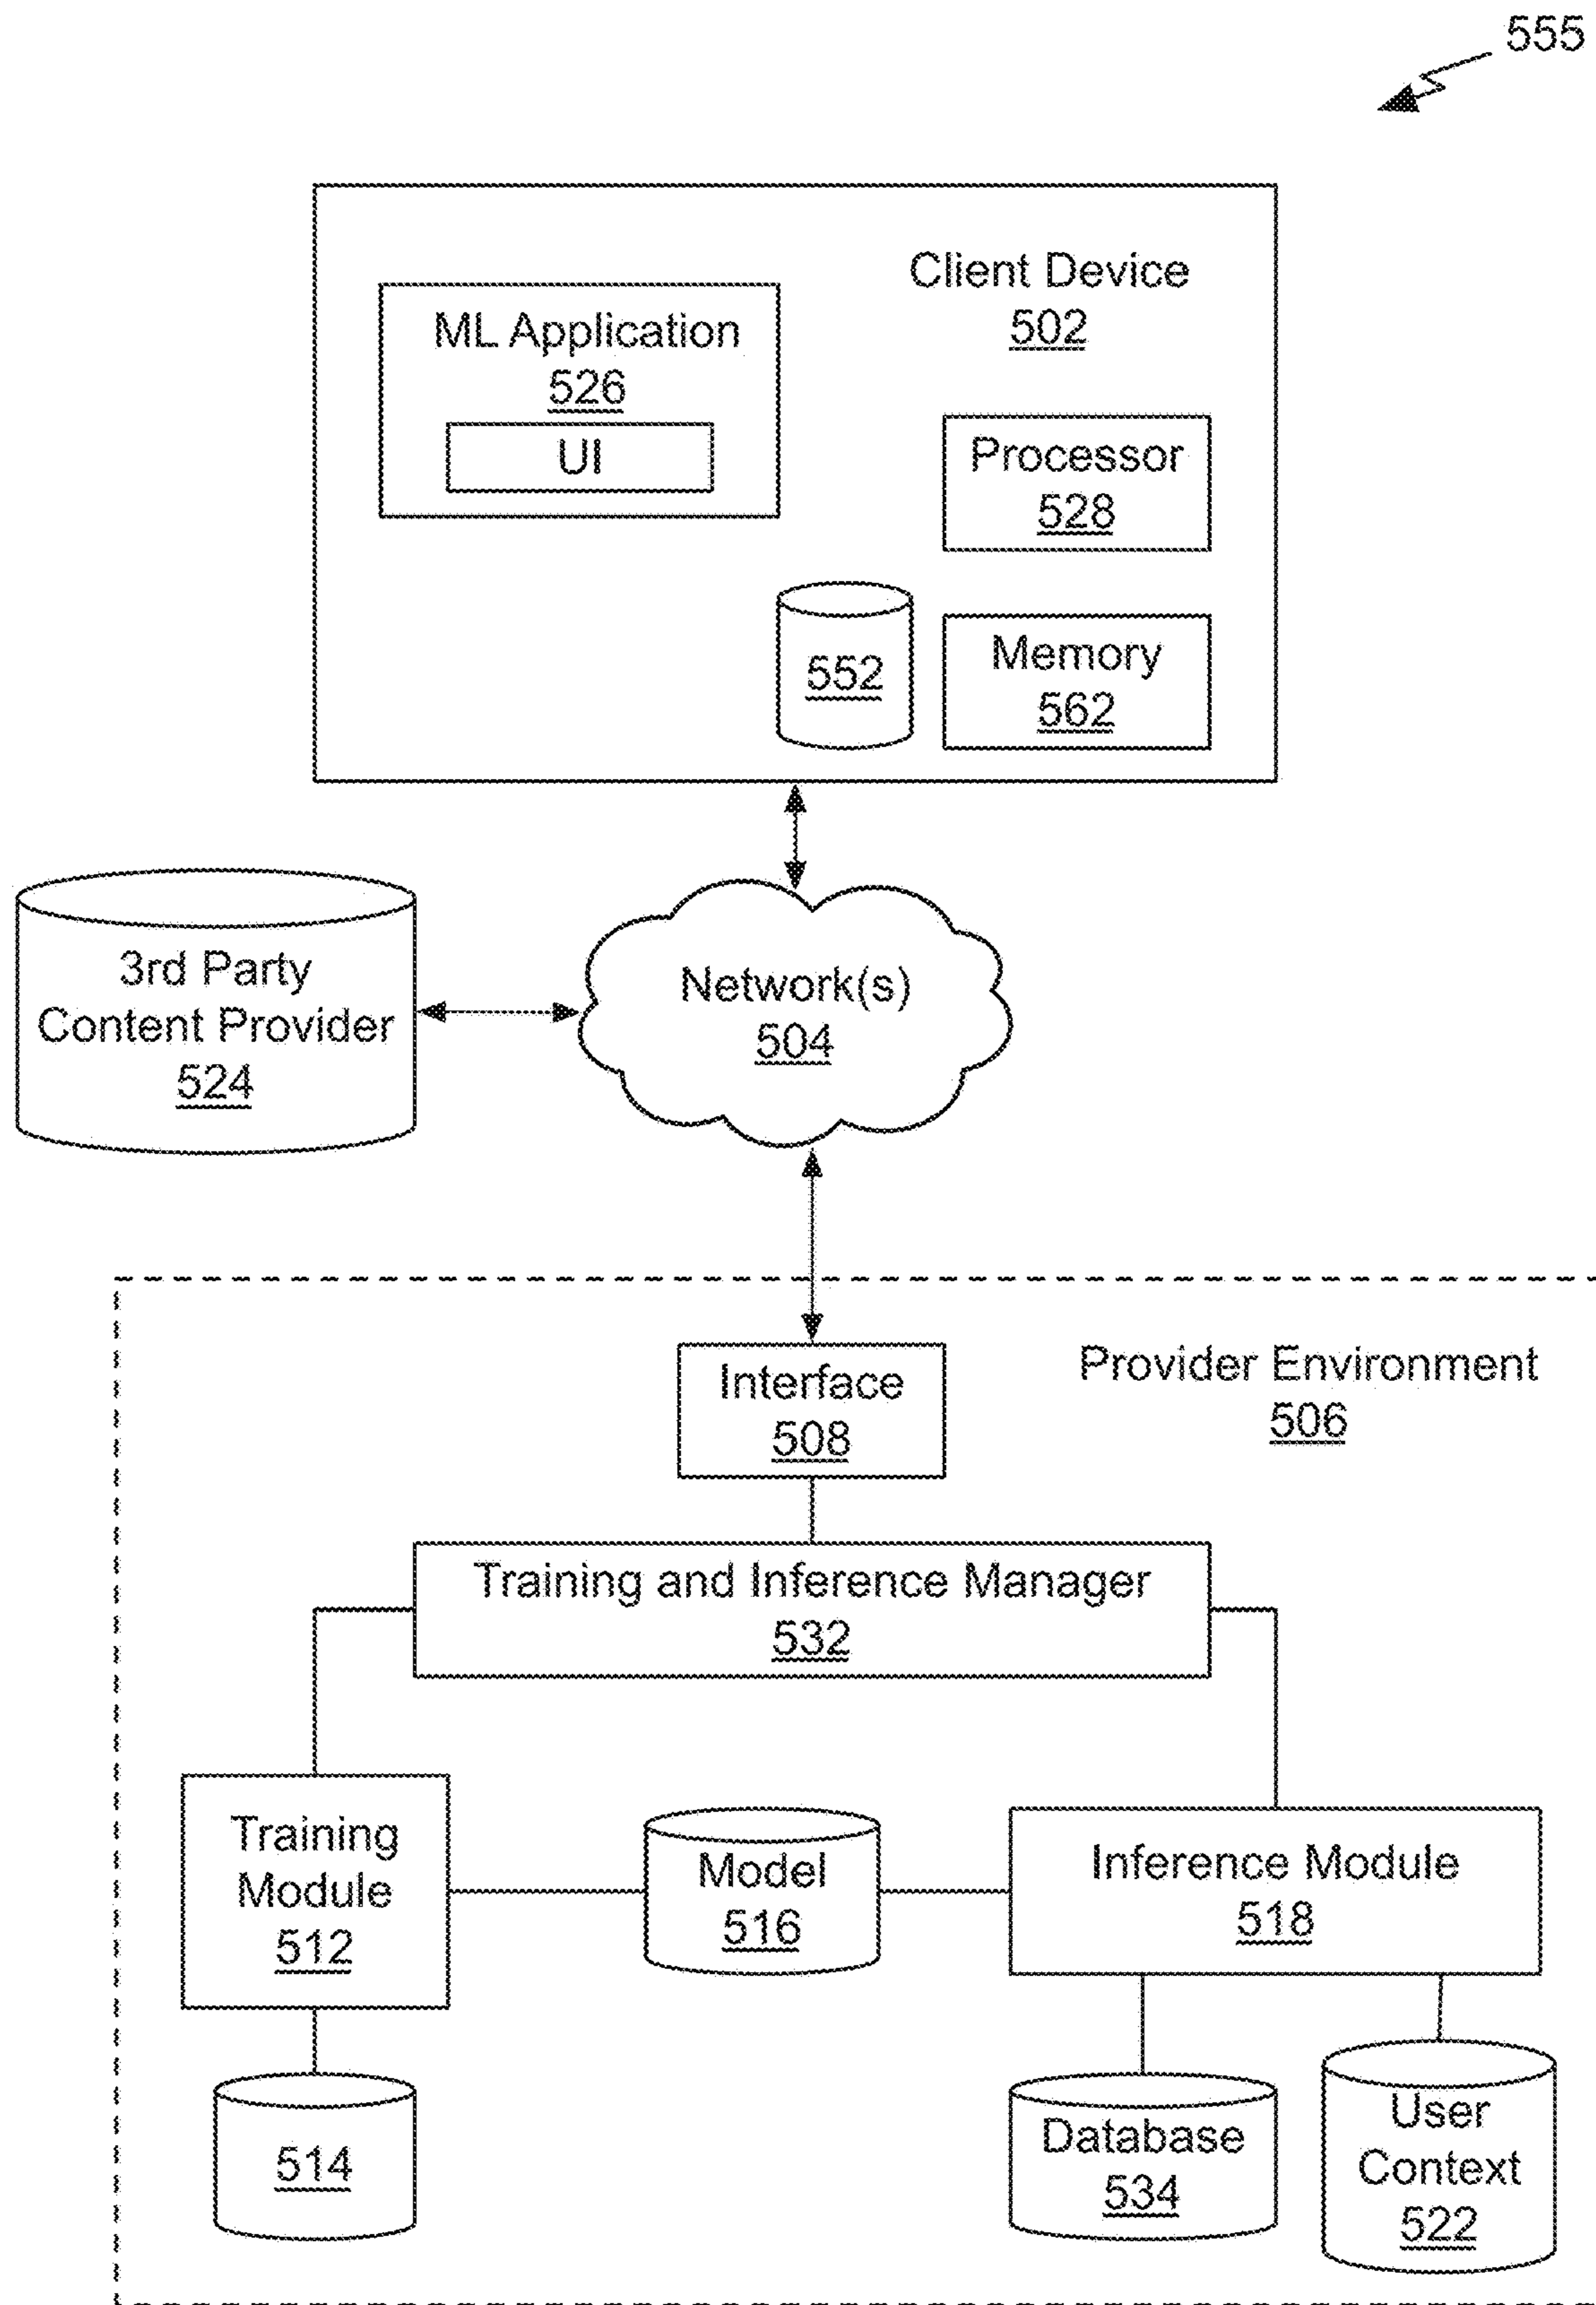 555
Client Device
502
ML Application
526
UI
Processor
528
552
Memory
562
3rd Party
Content Provider
524
Network(s)
504
Provider Environment
506
Interface
508
Training and Inference Manager
532
Training
Module
512
Model
516
Inference Module
518
514
Database
534
User
Context
522